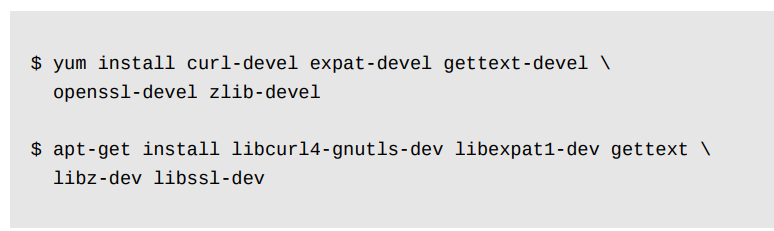 $ yum install curl-devel expat-devel gettext-devel \
openssl-devel zlib-devel
$ apt-get install libcurl4-gnutls-dev libexpat1-dev gettext \
libz-dev libssl-dev